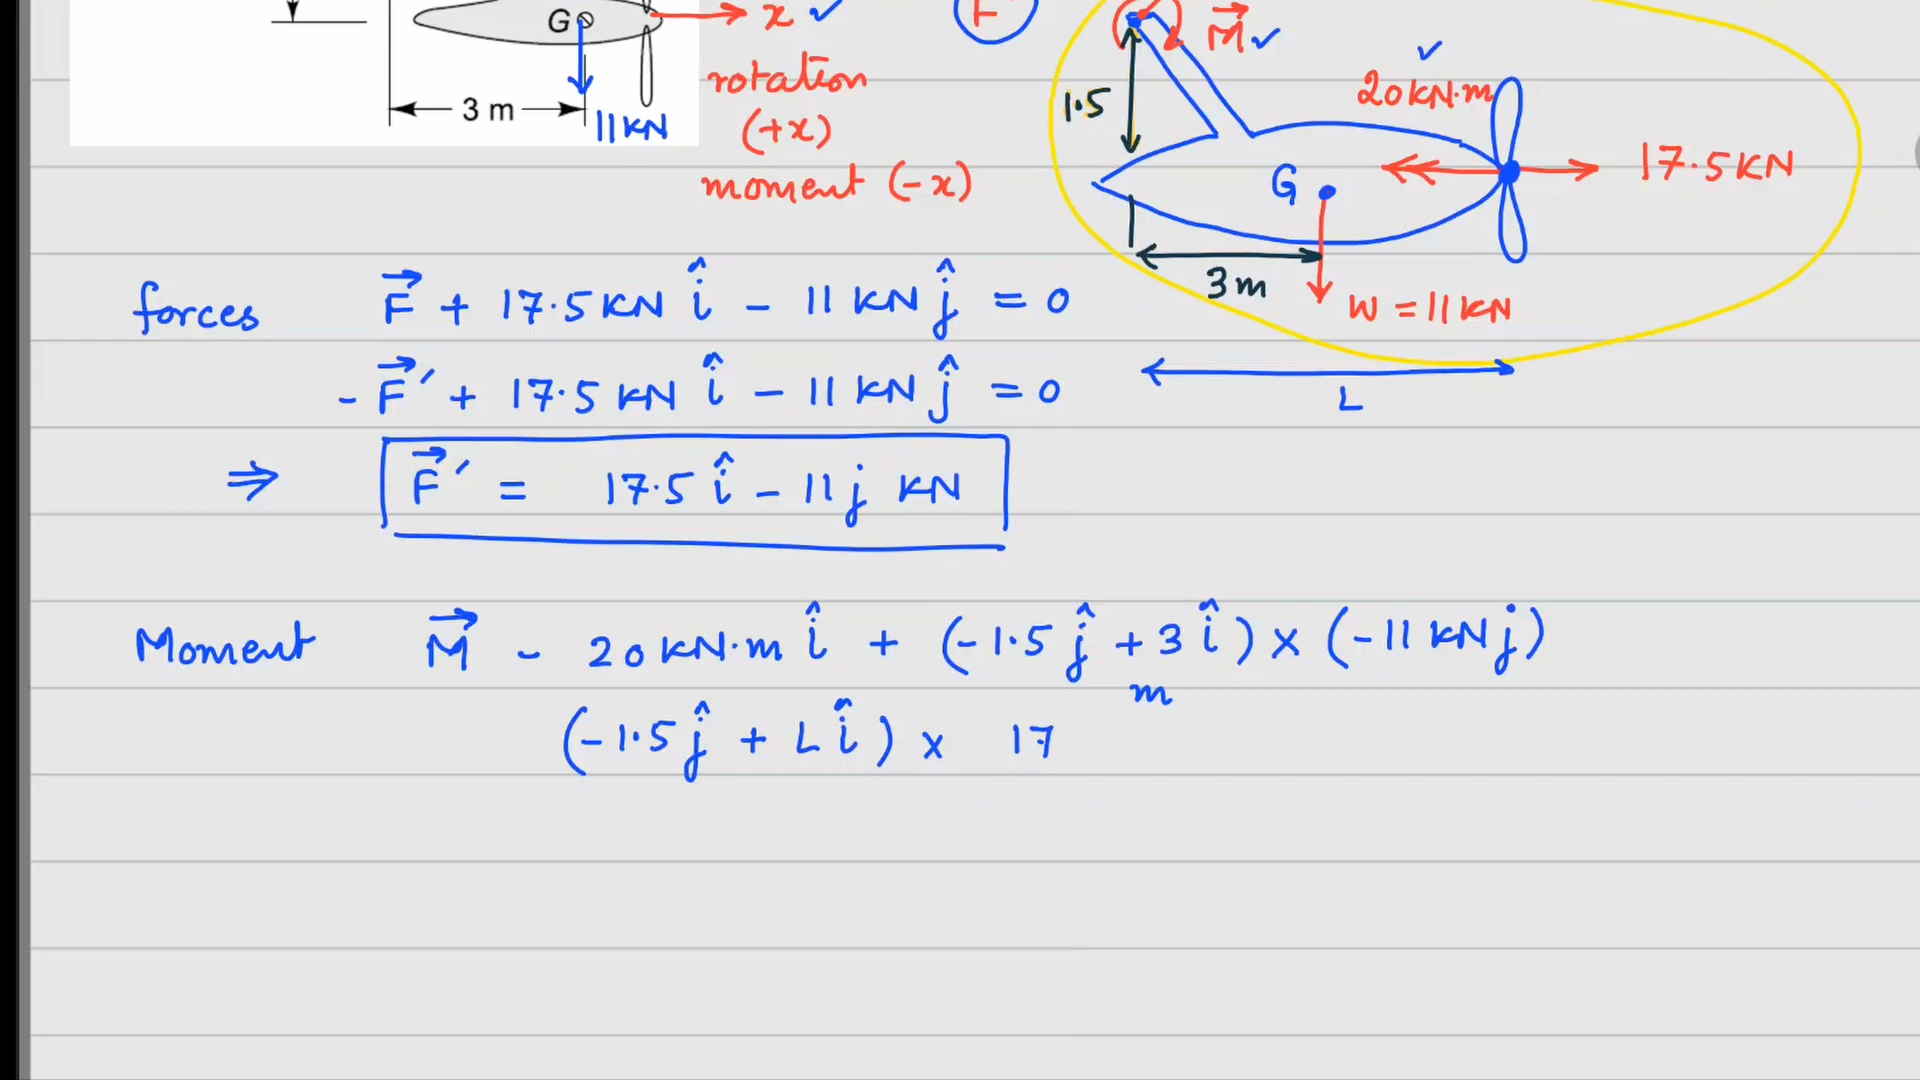 G
x ✓
3 m
11 KN
rotation
(+x)
moment (-x)
F
M⃗ ✓
✓
20 kN·m
1.5
G
17.5 KN
3 m
W = 11 KN
L
forces F⃗ + 17.5 KN î - 11 KN ĵ = 0
- F⃗′ + 17.5 KN î - 11 KN ĵ = 0
⇒ F⃗′ = 17.5 î - 11 j KN
Moment M⃗ - 20 KN·m î + (-1.5 ĵ + 3 î) × (-11 KN j)
m
(-1.5 ĵ + L î) × 17